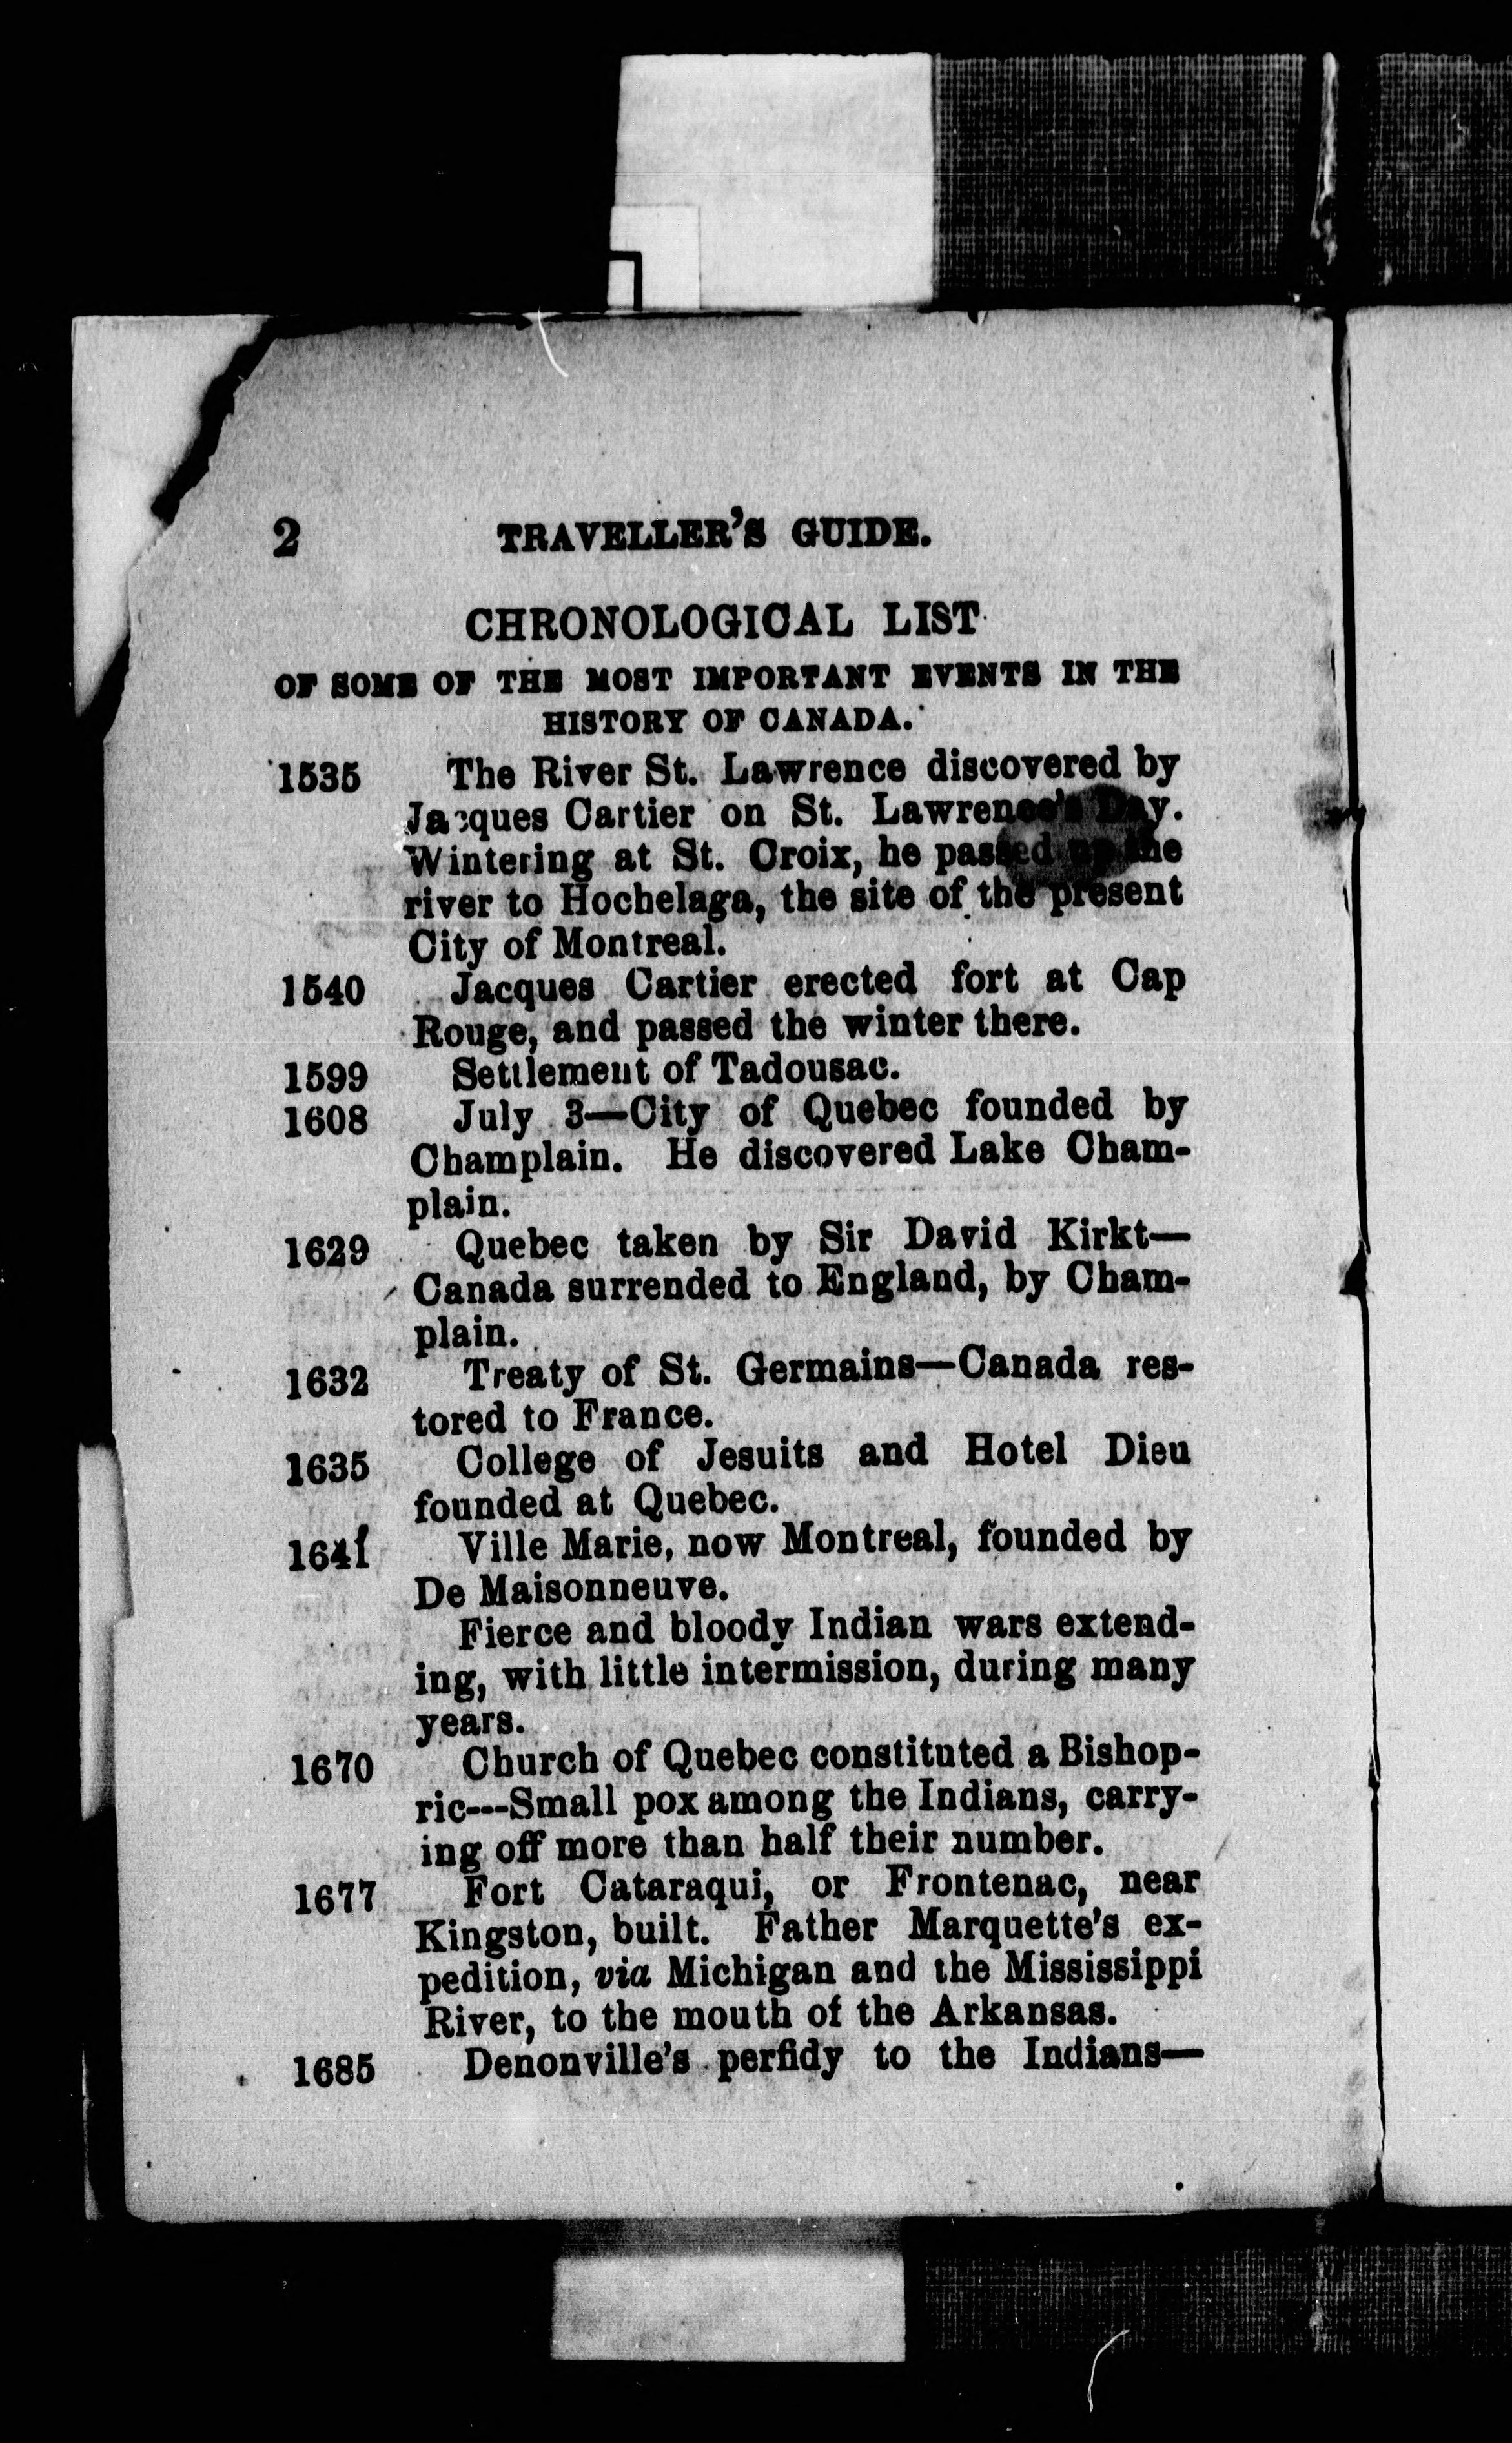 2 TRAVELLER'S GUIDE.
CHRONOLOGICAL LIST
OF SOME OF THE MOST IMPORTANT EVENTS IN THE
HISTORY OF CANADA.
1535 The River St. Lawrence discovered by
Jacques Cartier on St. Lawrence's Day.
Wintering at St. Croix, he passed up the
river to Hochelaga, the site of the present
City of Montreal.
1540 Jacques Cartier erected fort at Cap
Rouge, and passed the winter there.
1599 Settlement of Tadousac.
1608 July 3—City of Quebec founded by
Champlain. He discovered Lake Cham-
plain.
1629 Quebec taken by Sir David Kirkt—
Canada surrended to England, by Cham-
plain.
1632 Treaty of St. Germains—Canada res-
tored to France.
1635 College of Jesuits and Hotel Dieu
founded at Quebec.
1641 Ville Marie, now Montreal, founded by
De Maisonneuve.
Fierce and bloody Indian wars extend-
ing, with little intermission, during many
years.
1670 Church of Quebec constituted a Bishop-
ric---Small pox among the Indians, carry-
ing off more than half their number.
1677 Fort Cataraqui, or Frontenac, near
Kingston, built. Father Marquette's ex-
pedition, via Michigan and the Mississippi
River, to the mouth of the Arkansas.
1685 Denonville's perfidy to the Indians—